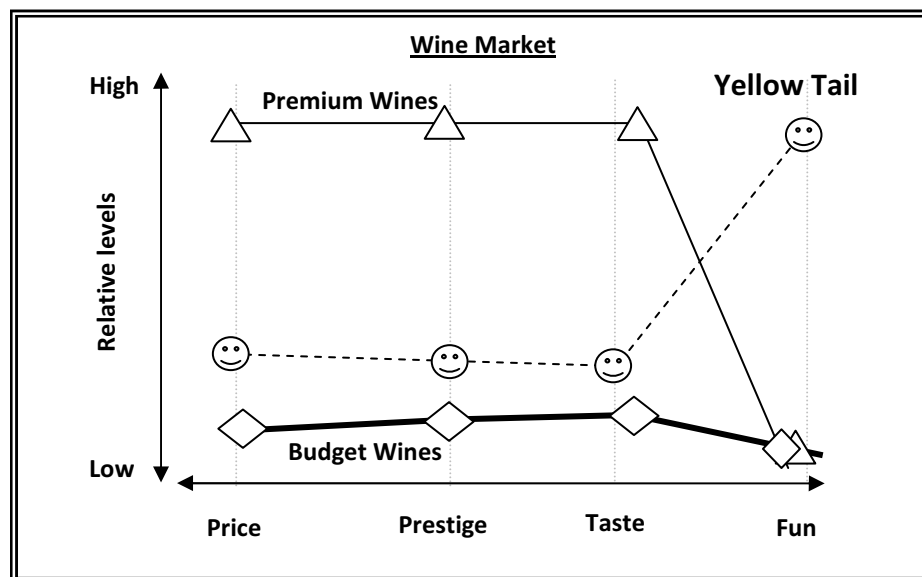 Wine Market
High
Premium Wines
Yellow Tail
Relative levels
Budget Wines
Low
Price
Prestige
Taste
Fun